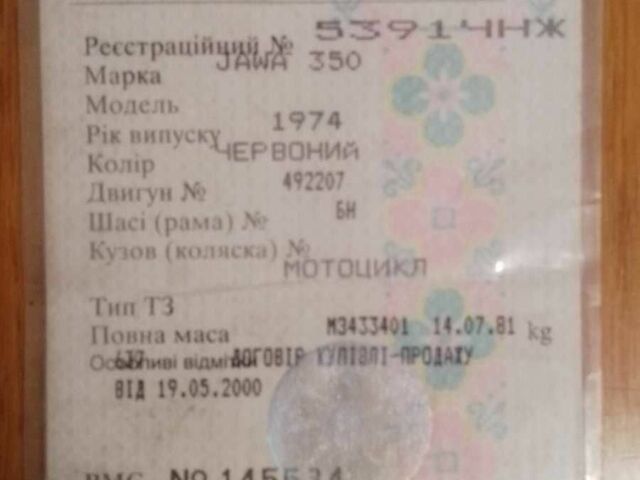 Реєстраційний № 53914НЖ
Марка JAWA 350
Модель
Рік випуску 1974
Колір ЧЕРВОНИЙ
Двигун № 492207
Шасі (рама) № БН
Кузов (коляска) №
МОТОЦИКЛ
Тип ТЗ
Повна маса М3433401 14.07.81 kg
Особливі відмітки ДОГОВІР КУПІВЛІ-ПРОДАЖУ
ВІД 19.05.2000
№